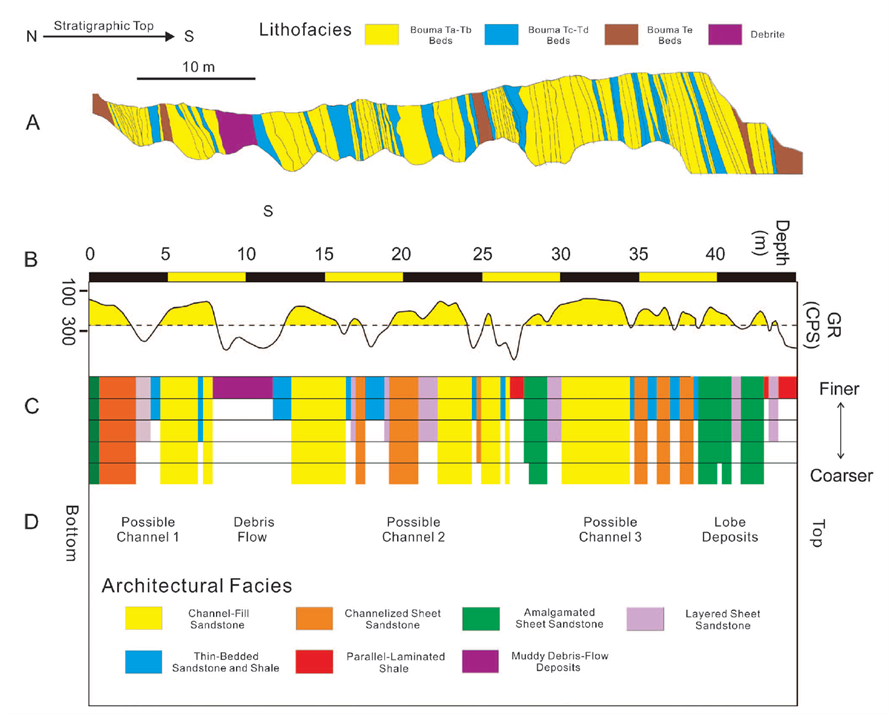 N
Stratigraphic Top
S
Lithofacies
Bouma Ta-Tb
Beds
Bouma Tc-Td
Beds
Bouma Te
Beds
Debrite
10 m
A
S
B
0 5 10 15 20 25 30 35 40
Depth
(m)
100
300
GR
(CPS)
C
Finer
Coarser
D
Bottom
Possible
Channel 1
Debris
Flow
Possible
Channel 2
Possible
Channel 3
Lobe
Deposits
Top
Architectural Facies
Channel-Fill
Sandstone
Channelized Sheet
Sandstone
Amalgamated
Sheet Sandstone
Layered Sheet
Sandstone
Thin-Bedded
Sandstone and Shale
Parallel-Laminated
Shale
Muddy Debris-Flow
Deposits